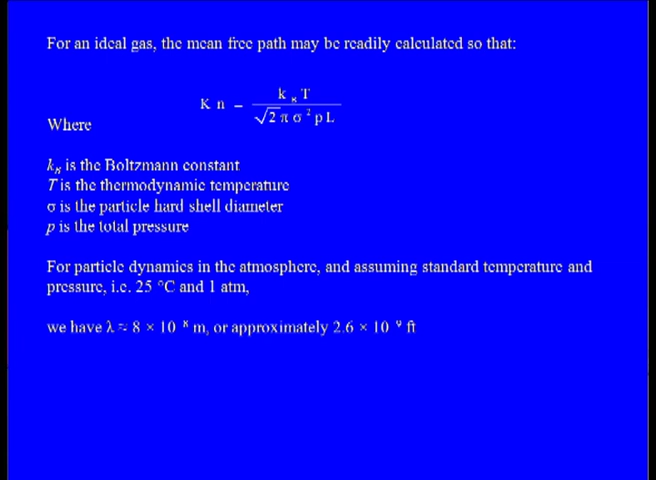 For an ideal gas, the mean free path may be readily calculated so that:
Kn = k_B T / √2 π σ² p L
Where
k_B is the Boltzmann constant
T is the thermodynamic temperature
σ is the particle hard shell diameter
p is the total pressure
For particle dynamics in the atmosphere, and assuming standard temperature and
pressure, i.e. 25 °C and 1 atm,
we have λ ≈ 8 × 10 ⁸ m, or approximately 2.6 × 10 ⁹ ft